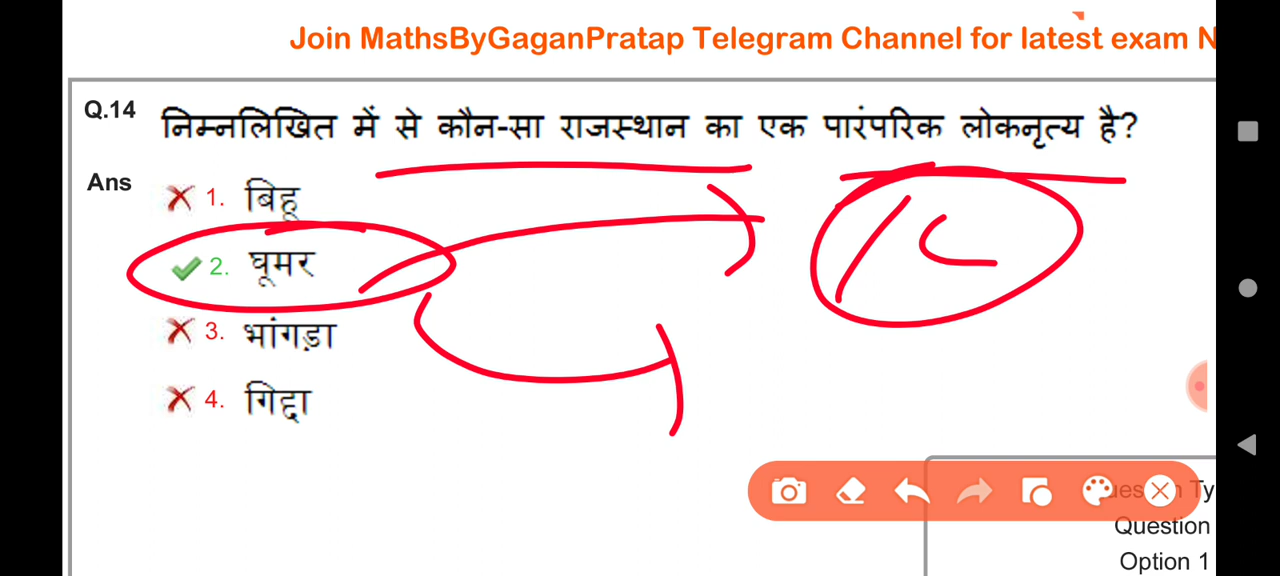 Join MathsByGaganPratap Telegram Channel for latest exam N
Q.14 निम्नलिखित में से कौन-सा राजस्थान का एक पारंपरिक लोकनृत्य है?
Ans
1. बिहू
2. घूमर
3. भांगड़ा
4. गिद्दा
Ty
Question
Option 1